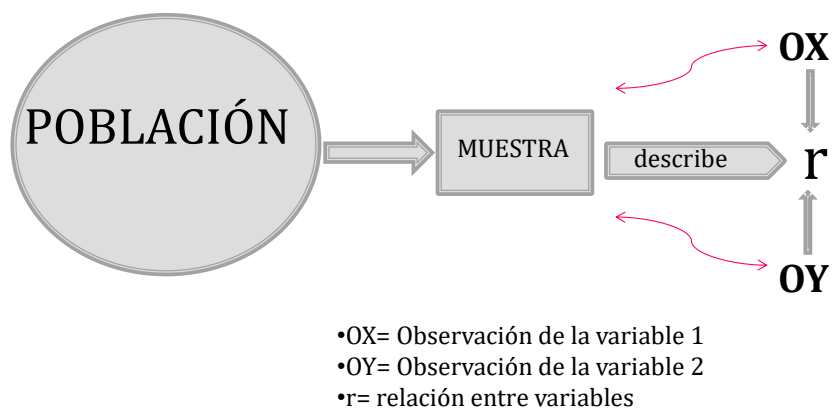 OX
POBLACIÓN
MUESTRA
describe
r
OY
•OX= Observación de la variable 1
•OY= Observación de la variable 2
•r= relación entre variables